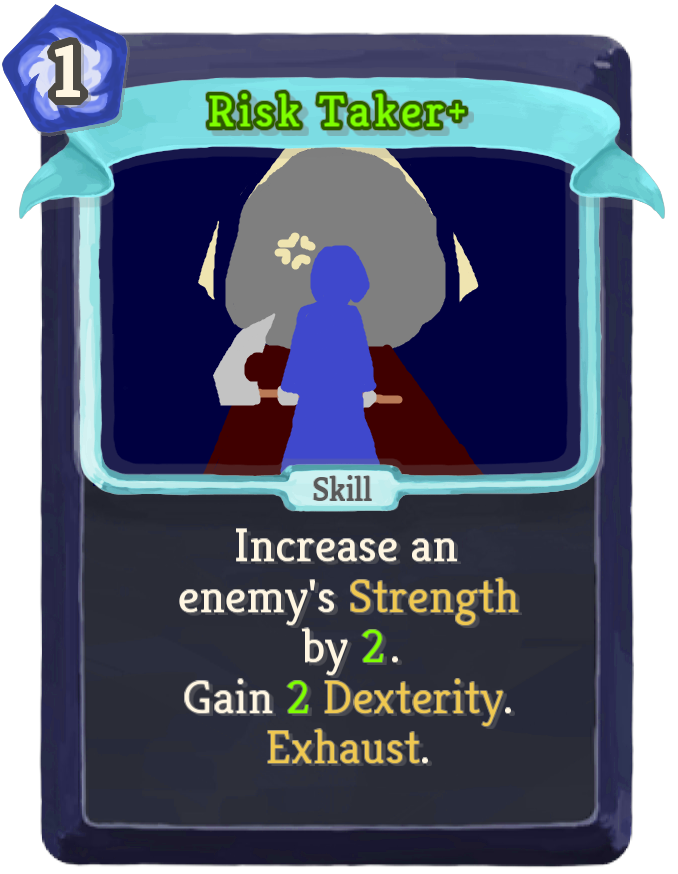 1
Risk Taker+
Skill
Increase an
enemy's Strength
by 2.
Gain 2 Dexterity.
Exhaust.